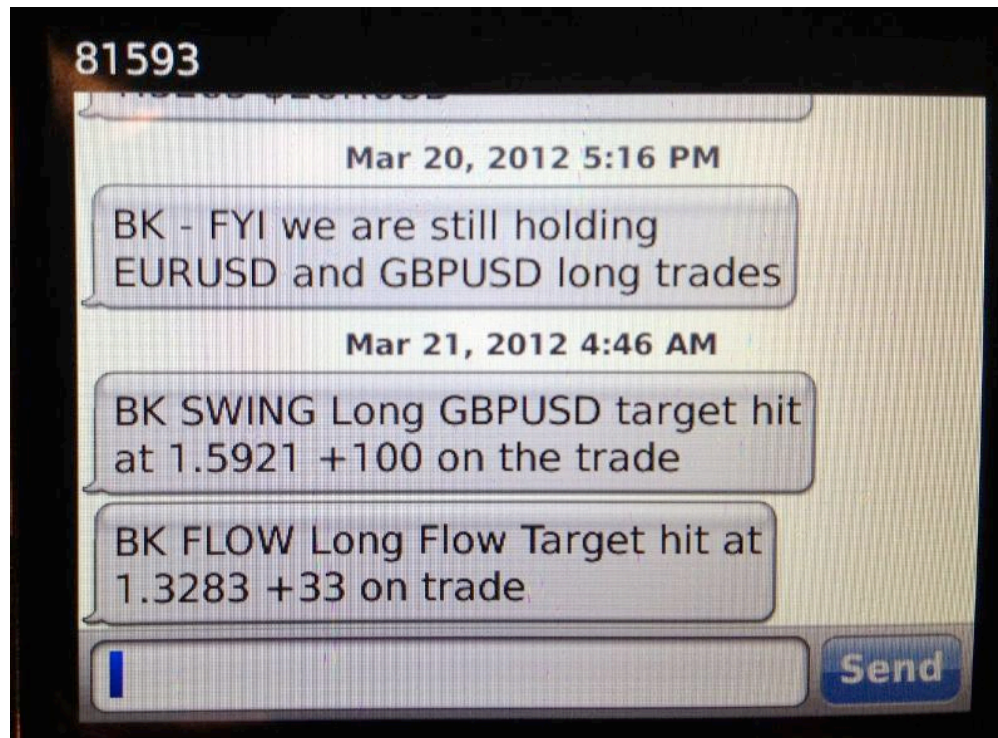 81593
Mar 20, 2012 5:16 PM
BK - FYI we are still holding
EURUSD and GBPUSD long trades
Mar 21, 2012 4:46 AM
BK SWING Long GBPUSD target hit
at 1.5921 +100 on the trade
BK FLOW Long Flow Target hit at
1.3283 +33 on trade
Send